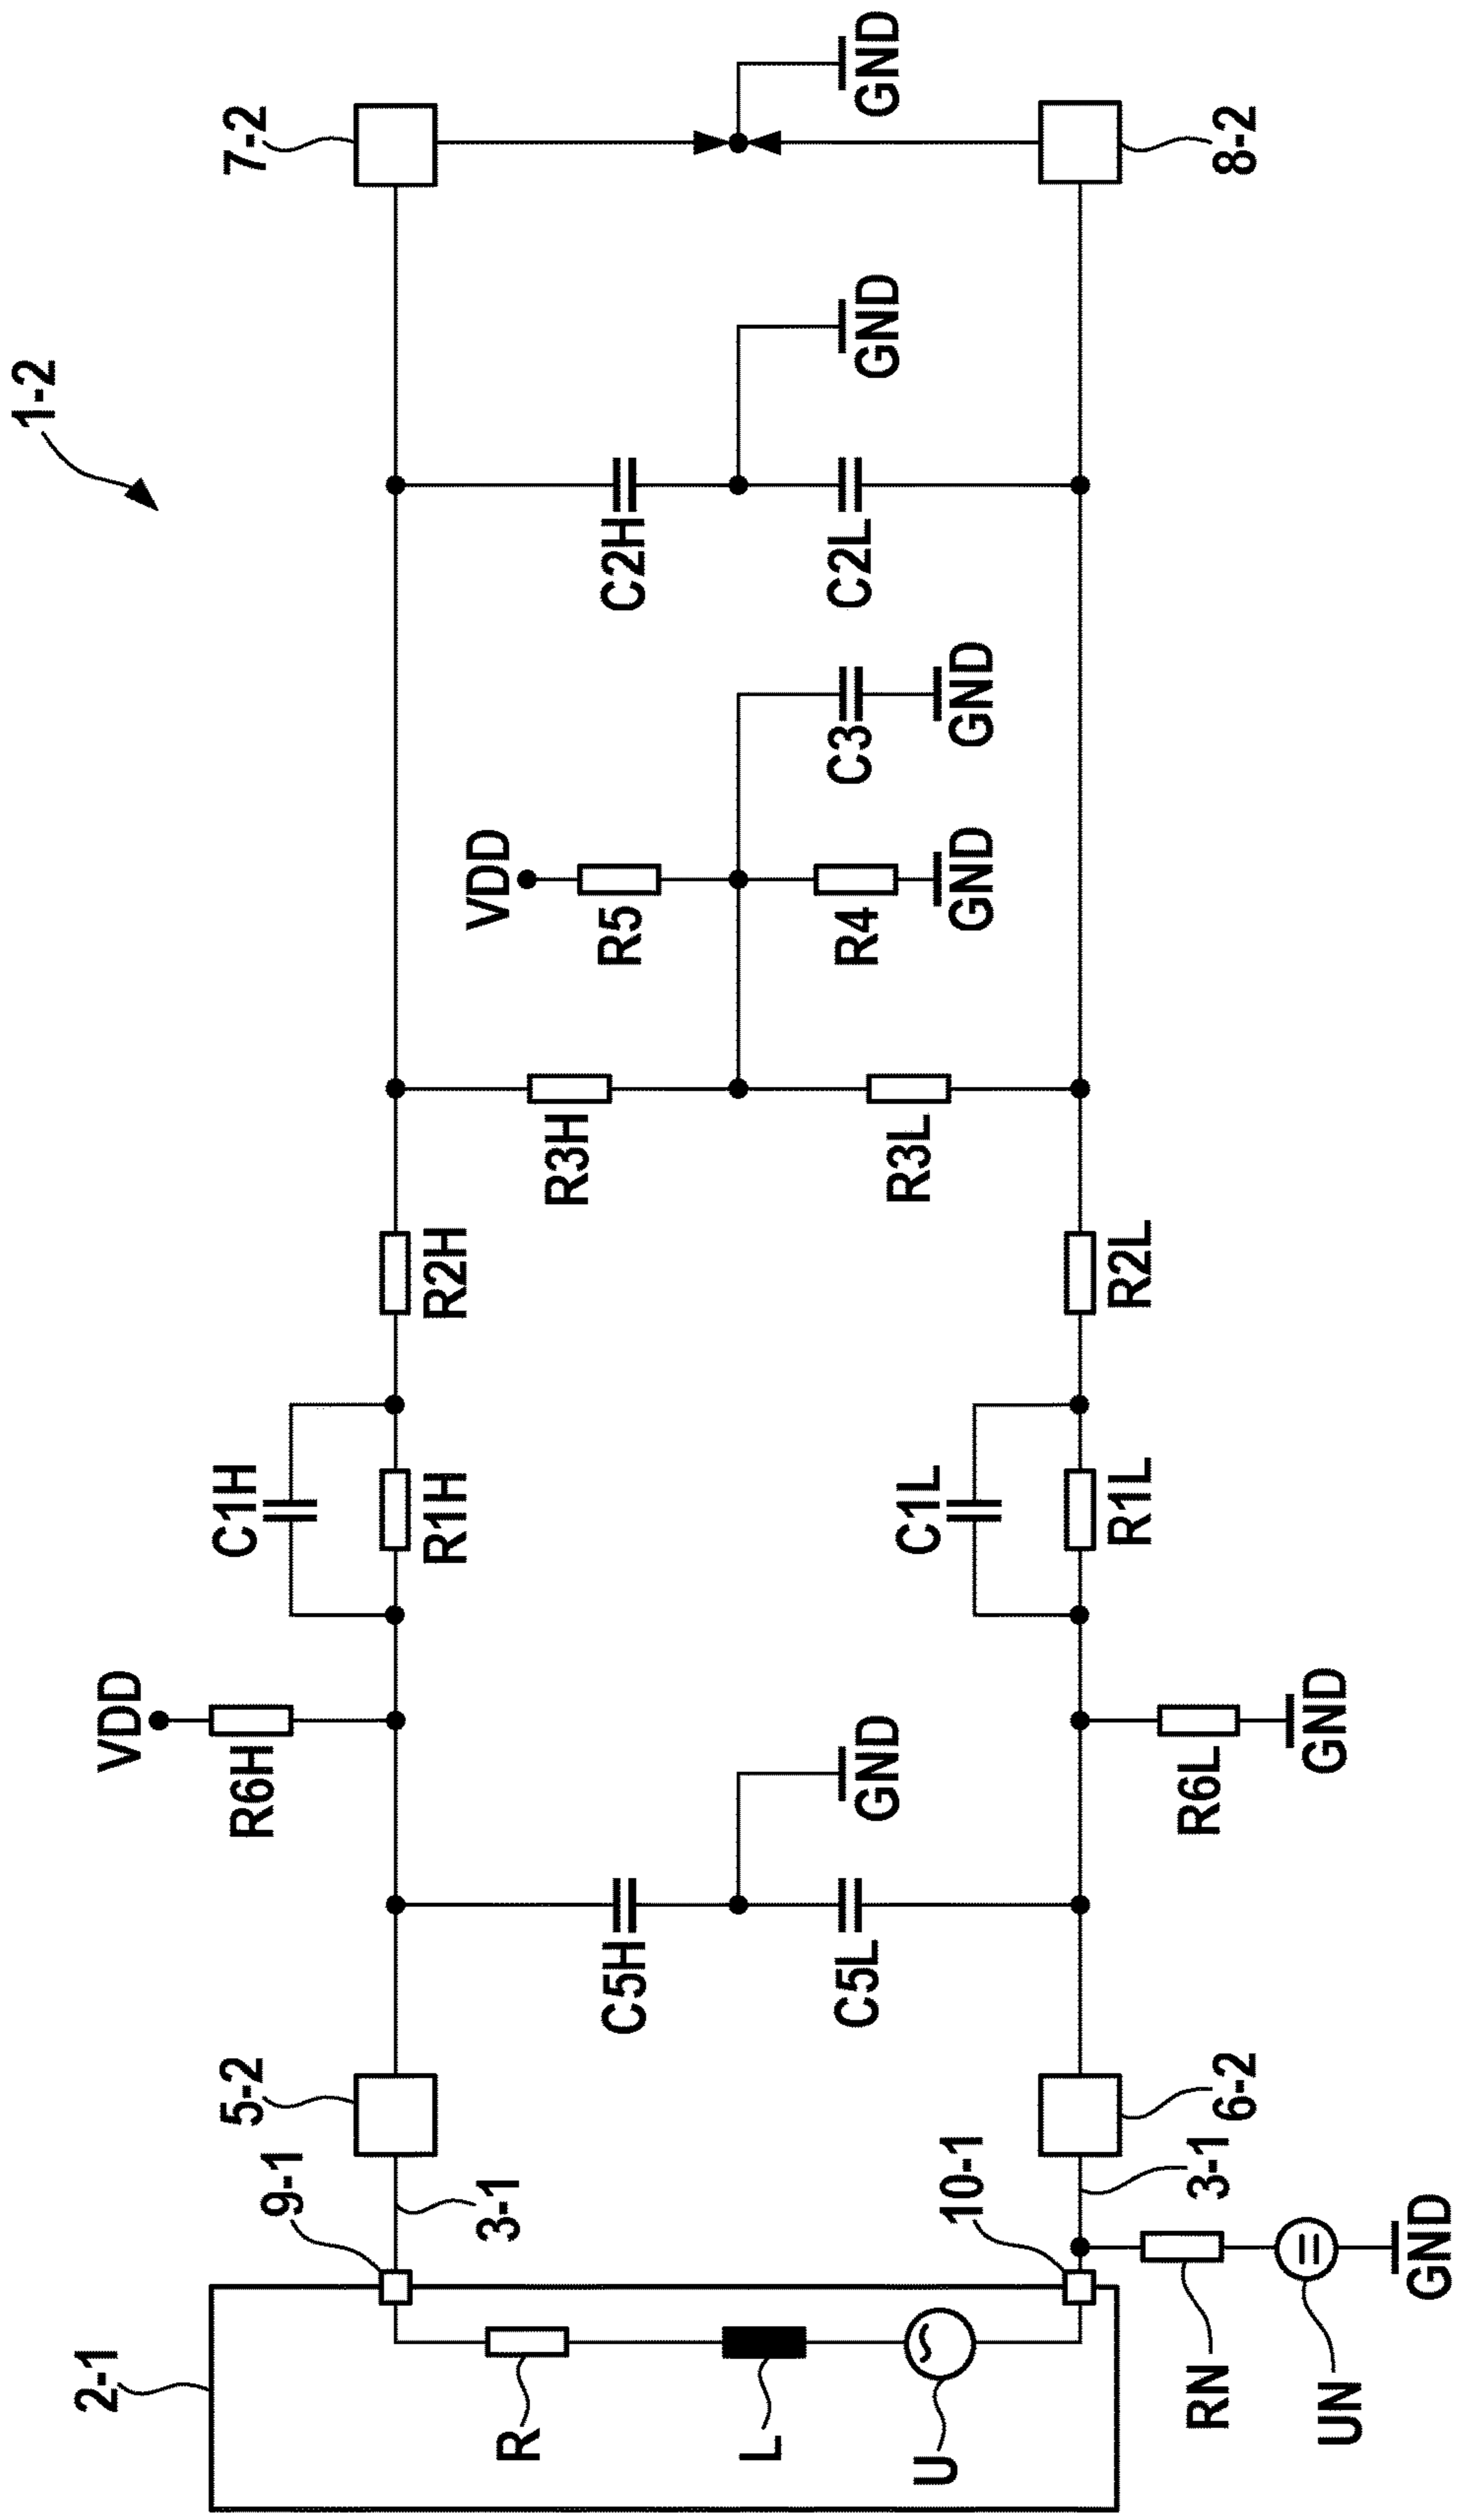 1-2
7-2
GND
8-2
C2H
C2L
GND
VDD
R5
R4
GND
C3
GND
R3H
R3L
R2H
R2L
C1H
R1H
C1L
R1L
VDD
R6H
R6L
GND
C5H
C5L
GND
5-2
6-2
9-1
3-1
10-1
3-1
2-1
R
L
U
RN
UN
GND